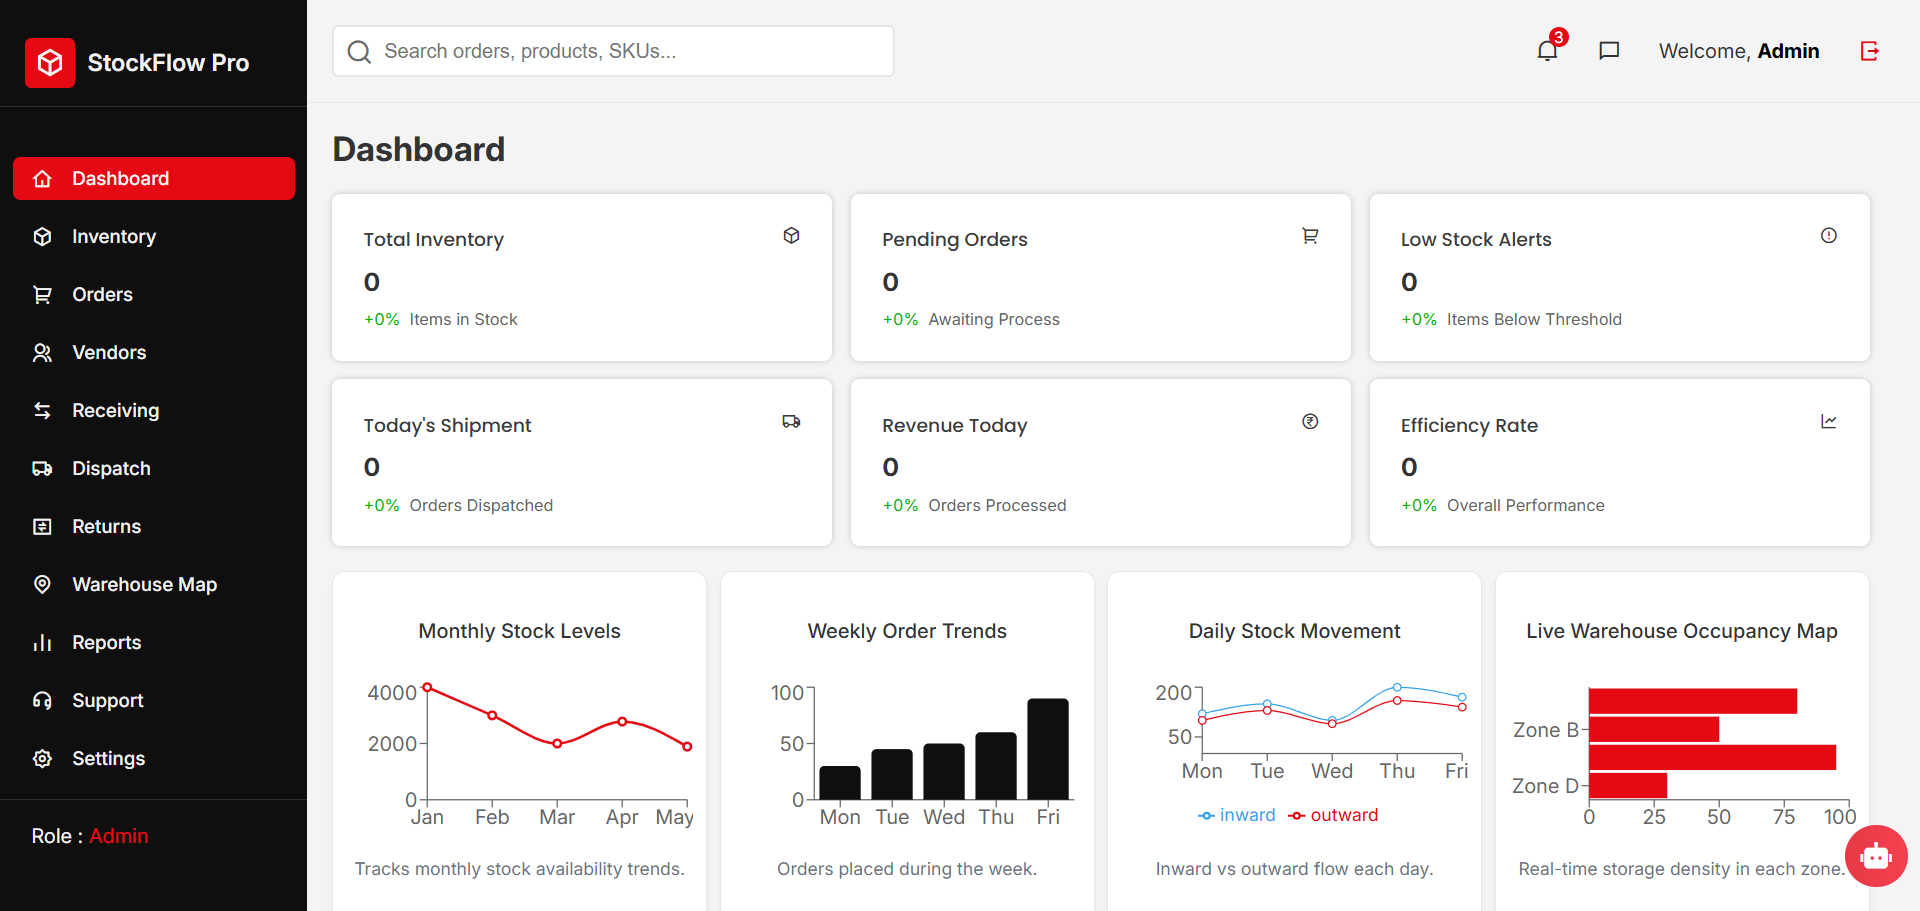 StockFlow Pro
Search orders, products, SKUs...
3
Welcome, Admin
Dashboard
Inventory
Orders
Vendors
Receiving
Dispatch
Returns
Warehouse Map
Reports
Support
Settings
Role : Admin
Dashboard
Total Inventory
0
+0% Items in Stock
Pending Orders
0
+0% Awaiting Process
Low Stock Alerts
0
+0% Items Below Threshold
Today's Shipment
0
+0% Orders Dispatched
Revenue Today
0
+0% Orders Processed
Efficiency Rate
0
+0% Overall Performance
Monthly Stock Levels
4000
2000
0
Jan Feb Mar Apr May
Tracks monthly stock availability trends.
Weekly Order Trends
100
50
0
Mon Tue Wed Thu Fri
Orders placed during the week.
Daily Stock Movement
200
50
Mon Tue Wed Thu Fri
inward outward
Inward vs outward flow each day.
Live Warehouse Occupancy Map
Zone B
Zone D
0 25 50 75 100
Real-time storage density in each zone.